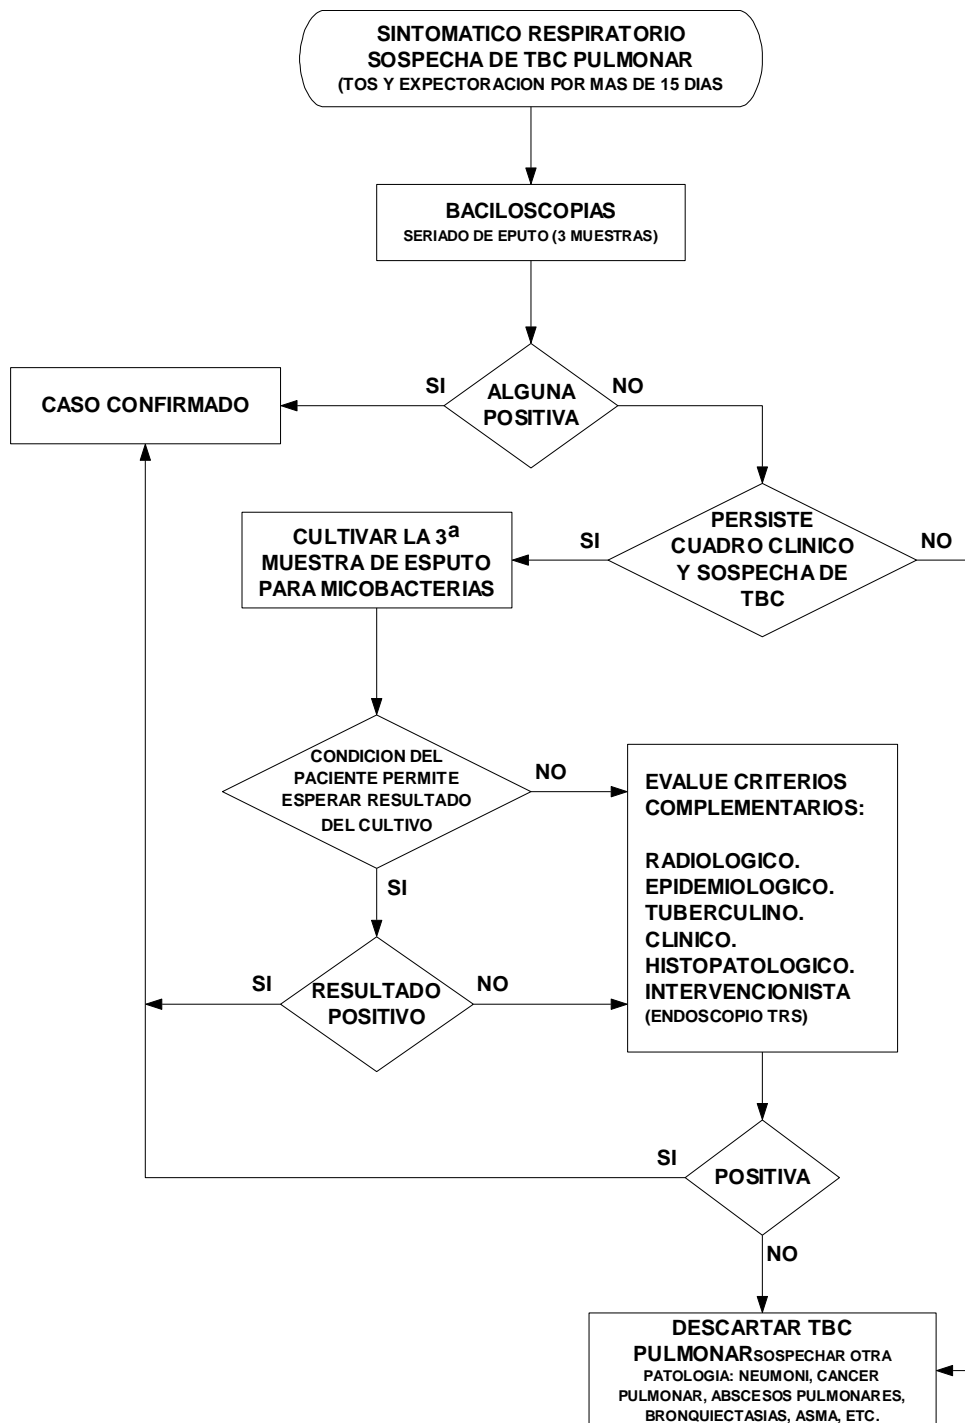 SINTOMATICO RESPIRATORIO
SOSPECHA DE TBC PULMONAR
(TOS Y EXPECTORACION POR MAS DE 15 DIAS
BACILOSCOPIAS
SERIADO DE EPUTO (3 MUESTRAS)
ALGUNA
POSITIVA
SI
NO
CASO CONFIRMADO
PERSISTE
CUADRO CLINICO
Y SOSPECHA DE
TBC
SI
NO
CULTIVAR LA 3ª
MUESTRA DE ESPUTO
PARA MICOBACTERIAS
CONDICION DEL
PACIENTE PERMITE
ESPERAR RESULTADO
DEL CULTIVO
NO
SI
EVALUE CRITERIOS
COMPLEMENTARIOS:
RADIOLOGICO.
EPIDEMIOLOGICO.
TUBERCULINO.
CLINICO.
HISTOPATOLOGICO.
INTERVENCIONISTA
(ENDOSCOPIO TRS)
RESULTADO
POSITIVO
SI
NO
POSITIVA
SI
NO
DESCARTAR TBC
PULMONARSOSPECHAR OTRA
PATOLOGIA: NEUMONI, CANCER
PULMONAR, ABSCESOS PULMONARES,
BRONQUIECTASIAS, ASMA, ETC.